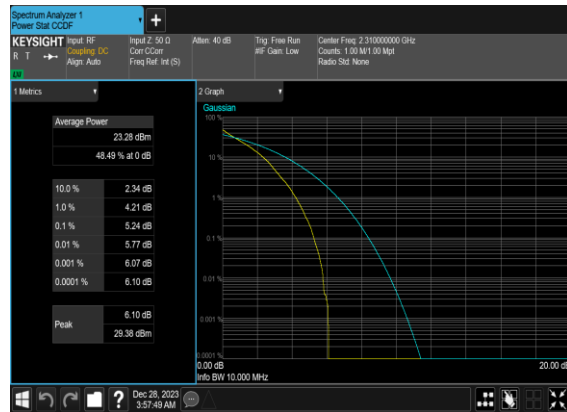 Spectrum Analyzer 1
Power Stat CCDF
KEYSIGHT
R T
LW
Input: RF
Coupling: DC
Align: Auto
Input Z: 50 Ω
Corr CCorr
Freq Ref: Int (S)
Atten: 40 dB
Trig: Free Run
#IF Gain: Low
Center Freq: 2.310000000 GHz
Counts: 1.00 M/1.00 Mpt
Radio Std: None
1 Metrics
Average Power
23.28 dBm
48.49 % at 0 dB
10.0 % 2.34 dB
1.0 % 4.21 dB
0.1 % 5.24 dB
0.01 % 5.77 dB
0.001 % 6.07 dB
0.0001 % 6.10 dB
Peak 6.10 dB
29.38 dBm
2 Graph
Gaussian
100 %
10 %
1 %
0.1 %
0.01 %
0.001 %
0.0001 %
0.00 dB
20.00 dB
Info BW 10.000 MHz
?
Dec 28, 2023
3:57:49 AM